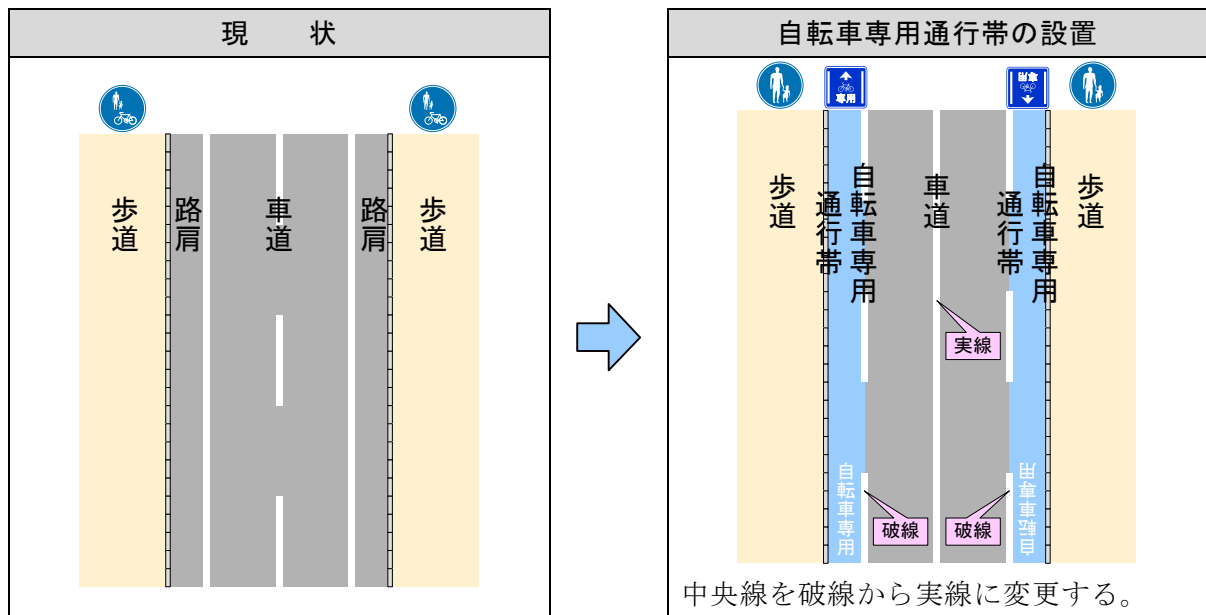 現 状
歩道
路肩
車道
路肩
歩道
自転車専用通行帯の設置
専用
専用
歩道
自転車専用
通行帯
車道
自転車専用
通行帯
歩道
実線
自転車専用
破線
破線
自転車専用
中央線を破線から実線に変更する。